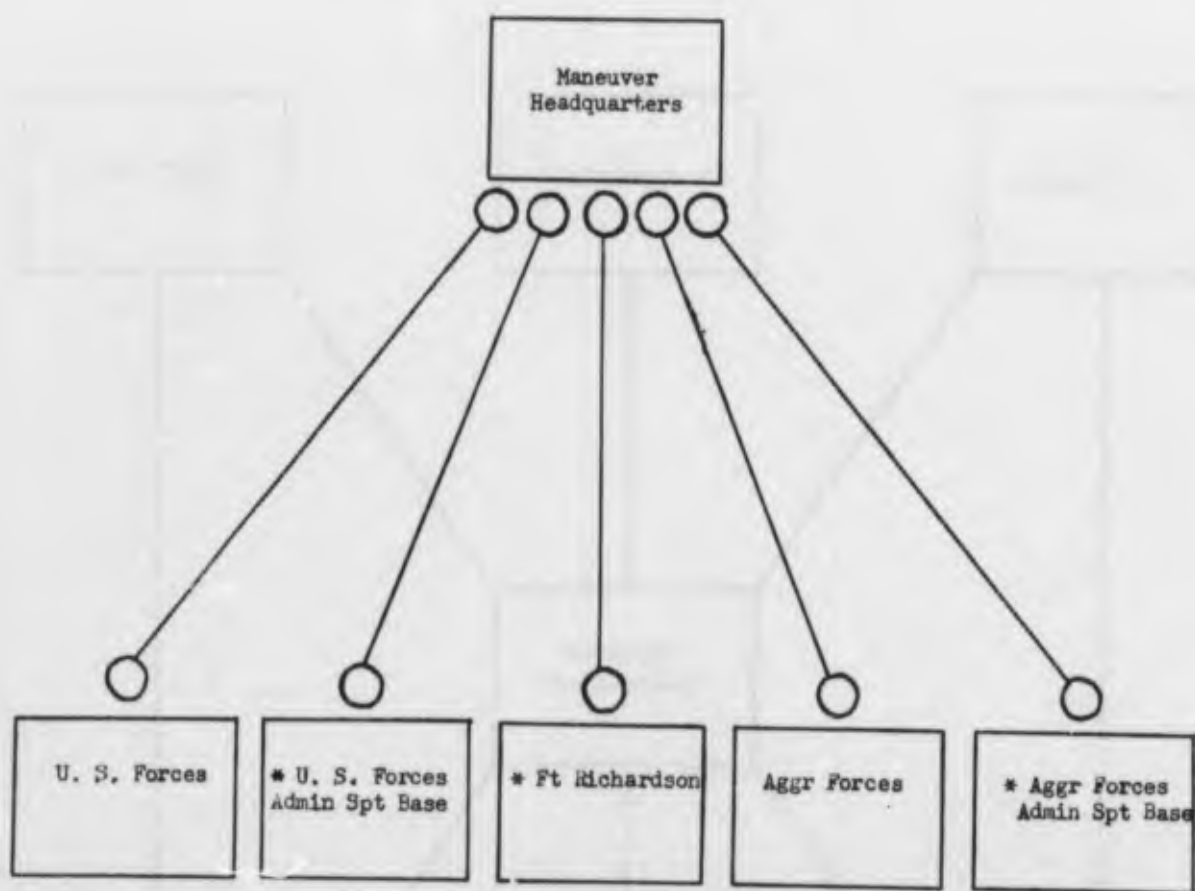 Maneuver
Headquarters
U. S. Forces
* U. S. Forces
Admin Spt Base
* Ft Richardson
Aggr Forces
* Aggr Forces
Admin Spt Base